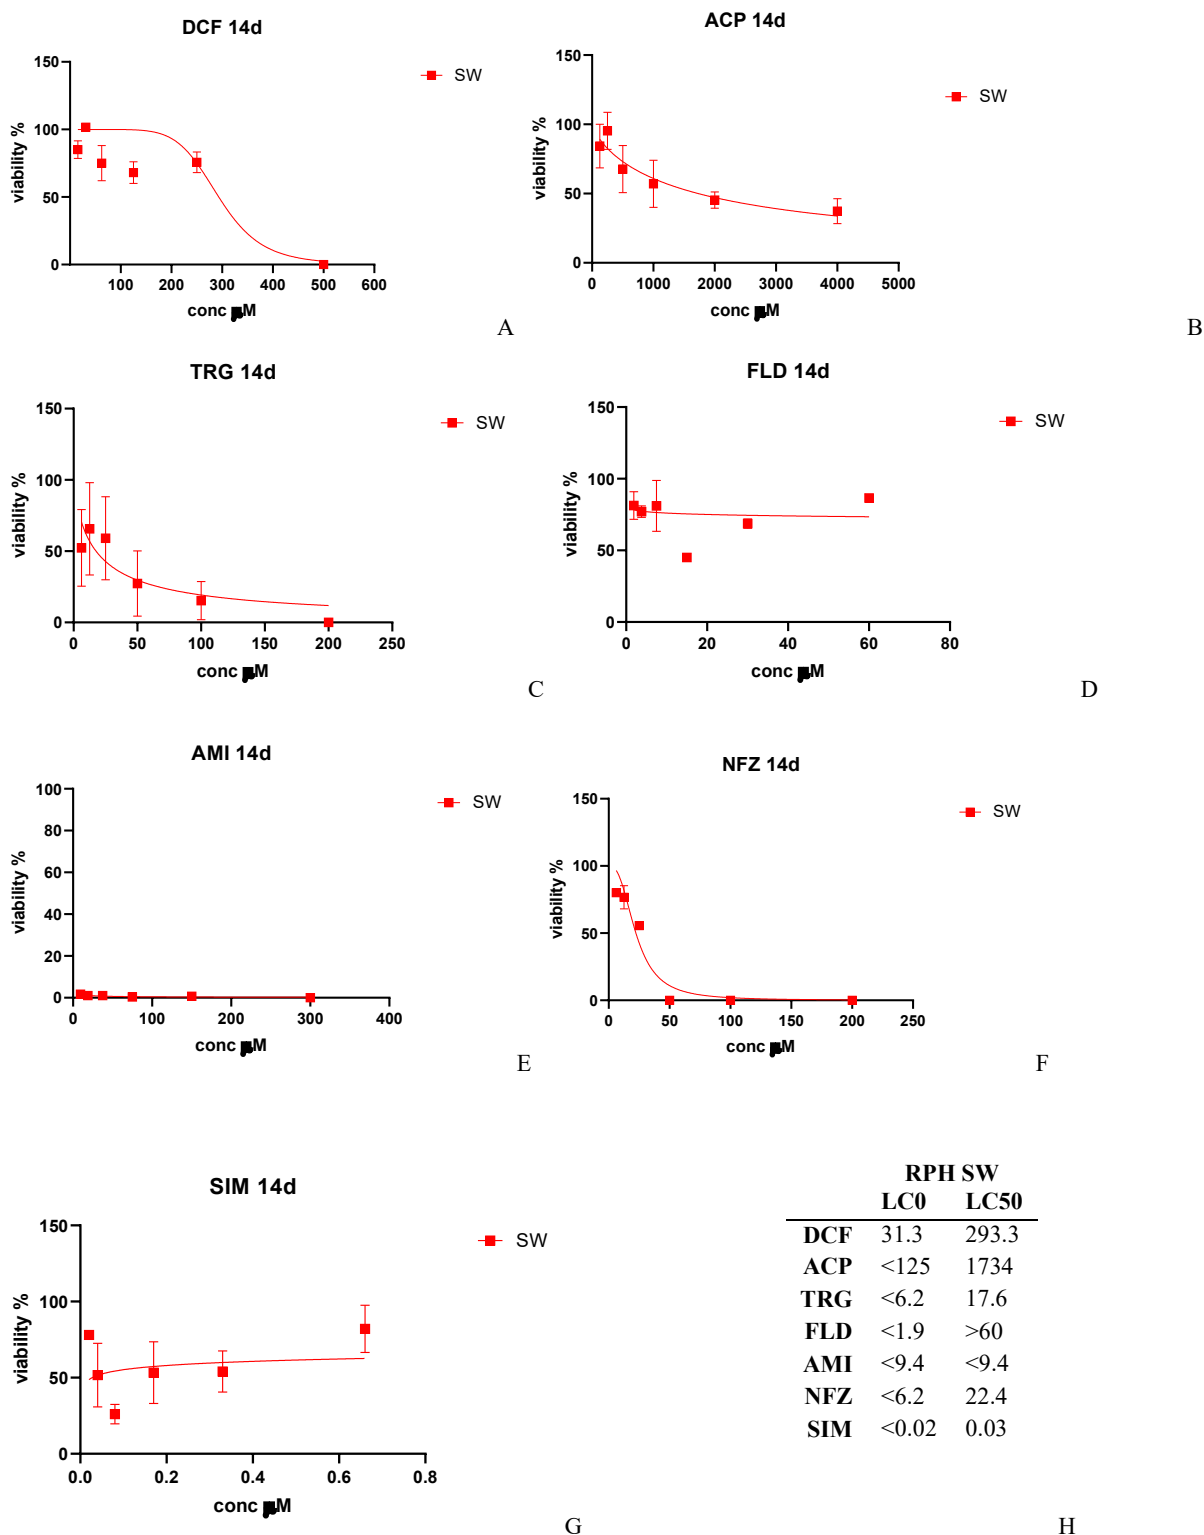 DCF 14d
150
100
50
0
viability %
100 200 300 400 500 600
conc µM
SW
A
ACP 14d
150
100
50
0
viability %
0 1000 2000 3000 4000 5000
conc µM
SW
B
TRG 14d
150
100
50
0
viability %
0 50 100 150 200 250
conc µM
SW
C
FLD 14d
150
100
50
0
viability %
0 20 40 60 80
conc µM
SW
D
AMI 14d
100
80
60
40
20
0
viability %
0 100 200 300 400
conc µM
SW
E
NFZ 14d
150
100
50
0
viability %
0 50 100 150 200 250
conc µM
SW
F
SIM 14d
150
100
50
0
viability %
0.0 0.2 0.4 0.6 0.8
conc µM
SW
G
RPH SW
LC0 LC50
DCF 31.3 293.3
ACP <125 1734
TRG <6.2 17.6
FLD <1.9 >60
AMI <9.4 <9.4
NFZ <6.2 22.4
SIM <0.02 0.03
H